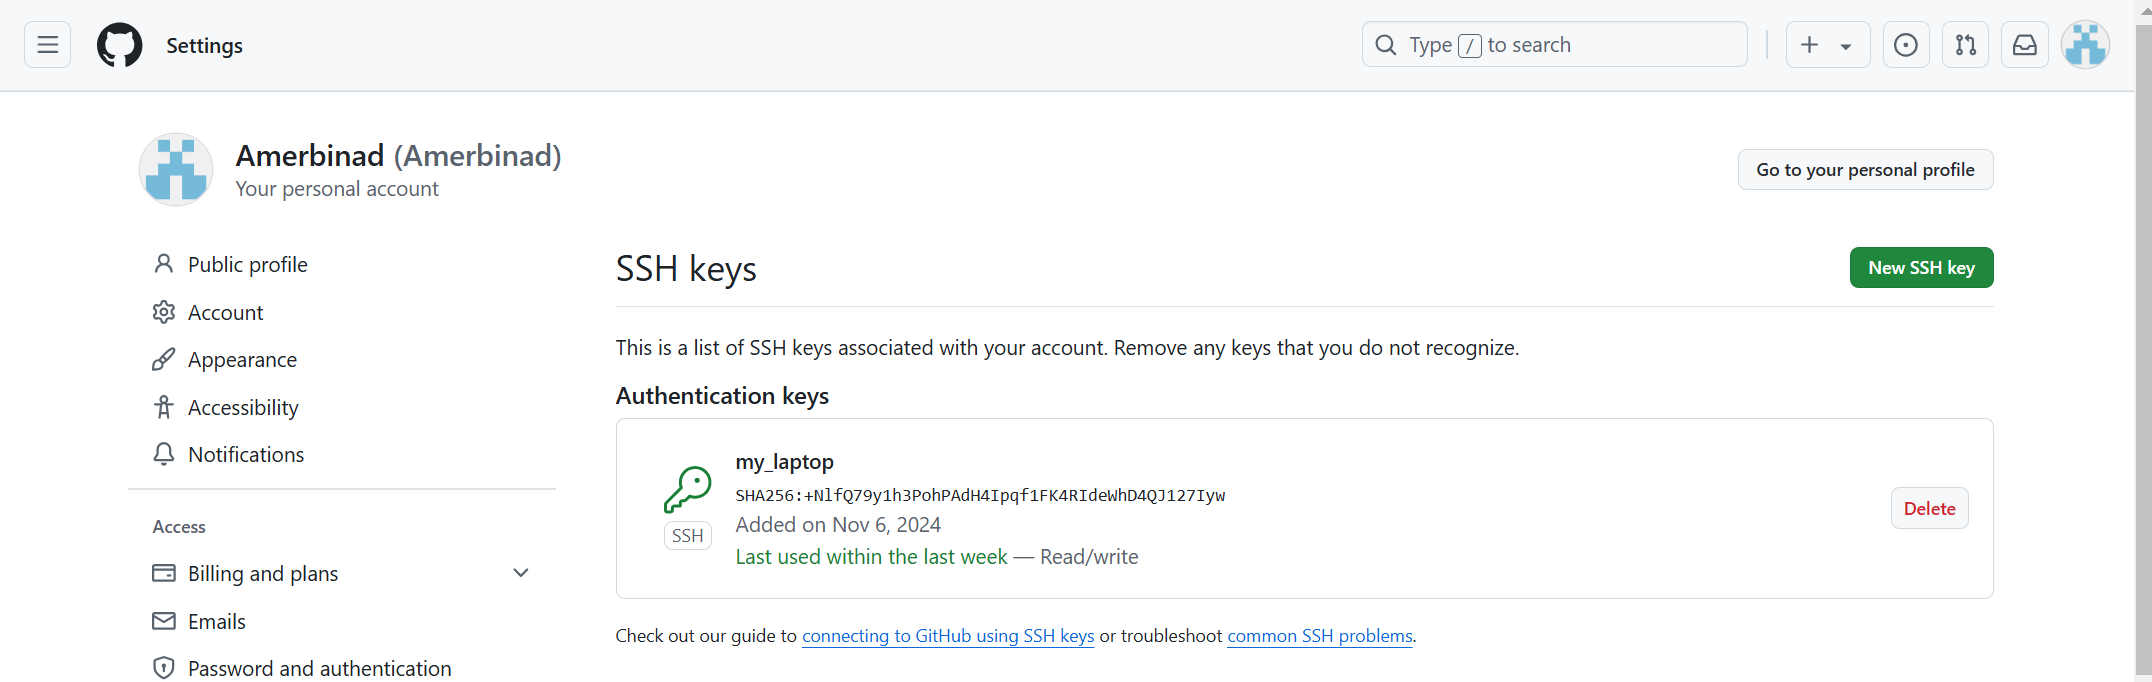 Settings
Type / to search
Amerbinad (Amerbinad)
Your personal account
Go to your personal profile
Public profile
Account
Appearance
Accessibility
Notifications
Access
Billing and plans
Emails
Password and authentication
SSH keys
New SSH key
This is a list of SSH keys associated with your account. Remove any keys that you do not recognize.
Authentication keys
my_laptop
SHA256:+NlfQ79y1h3PohPAdH4Ipqf1FK4RIdeWhD4QJ127Iyw
Added on Nov 6, 2024
Last used within the last week — Read/write
SSH
Delete
Check out our guide to connecting to GitHub using SSH keys or troubleshoot common SSH problems.